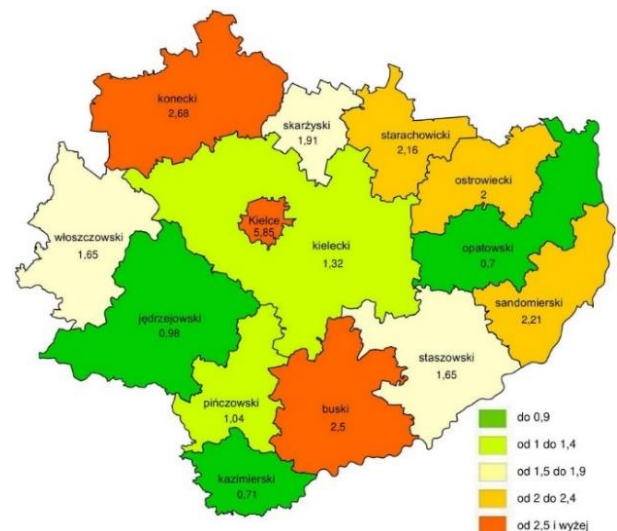 konecki
2,68
skarżyski
1,91
starachowicki
2,16
ostrowiecki
2
włoszczowski
1,65
Kielce
5,85
kielecki
1,32
opatowski
0,7
sandomierski
2,21
jędrzejowski
0,98
staszowski
1,65
pińczowski
1,04
buski
2,5
kazimierski
0,71
do 0,9
od 1 do 1,4
od 1,5 do 1,9
od 2 do 2,4
od 2,5 i wyżej